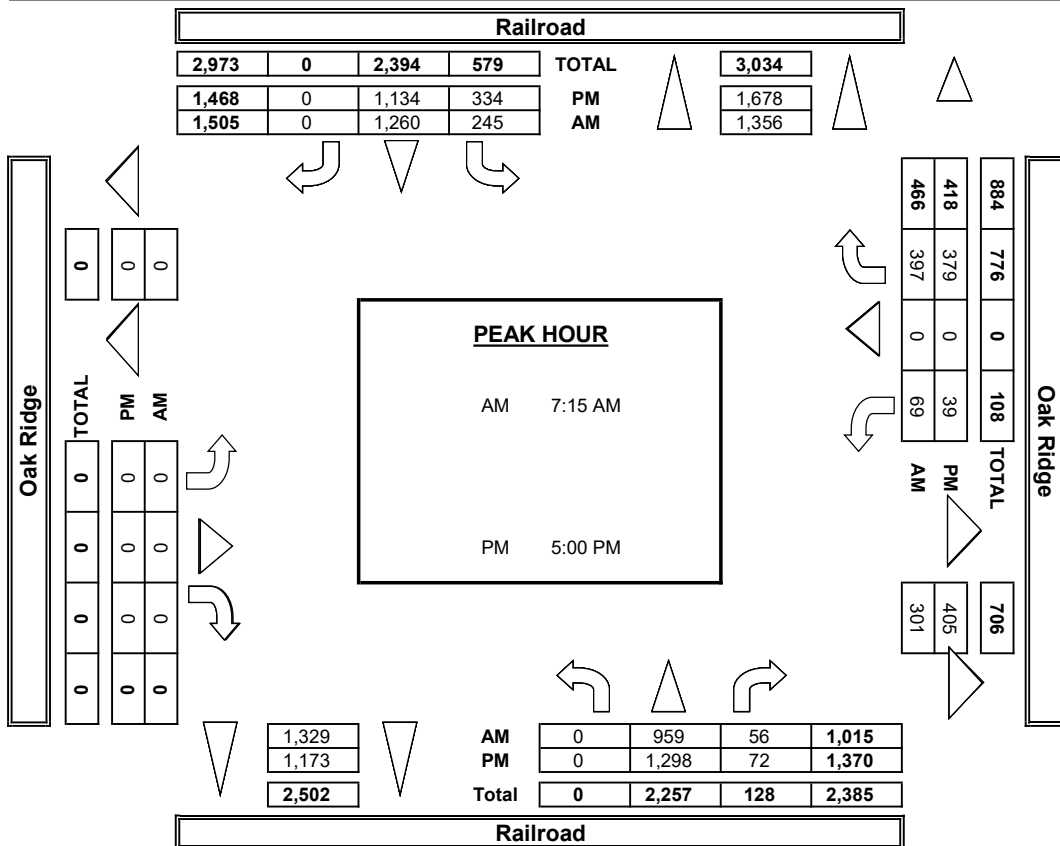 Railroad
2,973 0 2,394 579 TOTAL 3,034
1,468 0 1,134 334 PM 1,678
1,505 0 1,260 245 AM 1,356
Oak Ridge
0
0
0
TOTAL 0 0 0 0
PM 0 0 0 0
AM 0 0 0 0
PEAK HOUR
AM 7:15 AM
PM 5:00 PM
884 776 0 108 TOTAL 706
418 379 0 39 PM 405
466 397 0 69 AM 301
Oak Ridge
1,329 AM 0 959 56 1,015
1,173 PM 0 1,298 72 1,370
2,502 Total 0 2,257 128 2,385
Railroad